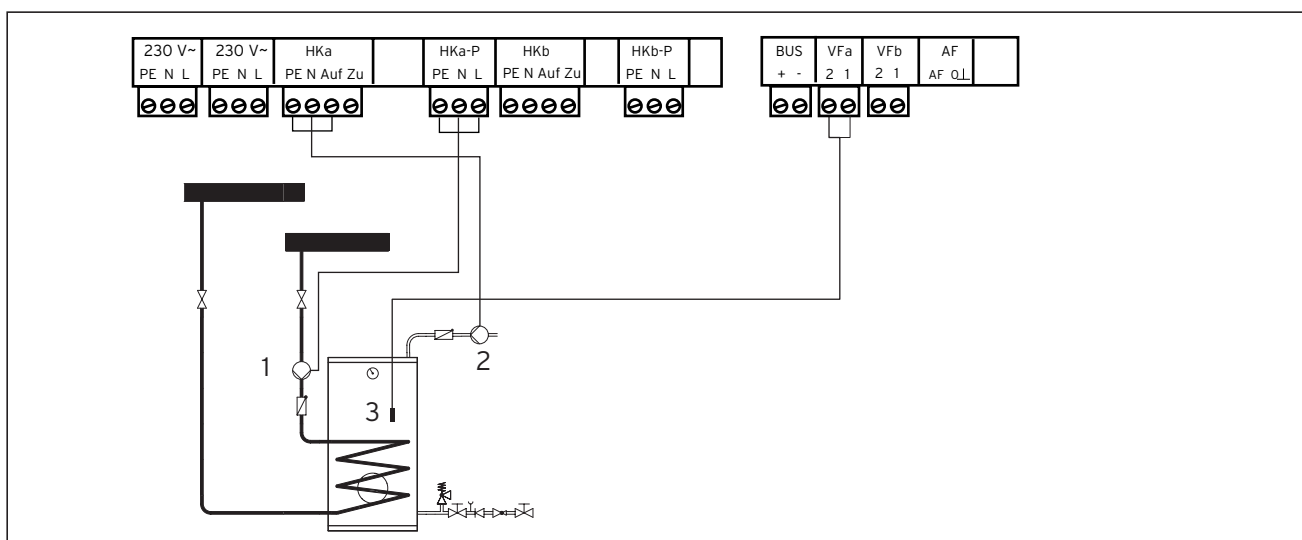 230 V~ 230 V~ HKa HKa-P HKb HKb-P
PE N L PE N L PE N Auf Zu PE N L PE N Auf Zu PE N L
BUS VFa VFb AF
+ - 2 1 2 1 AF 0⊥
1
2
3